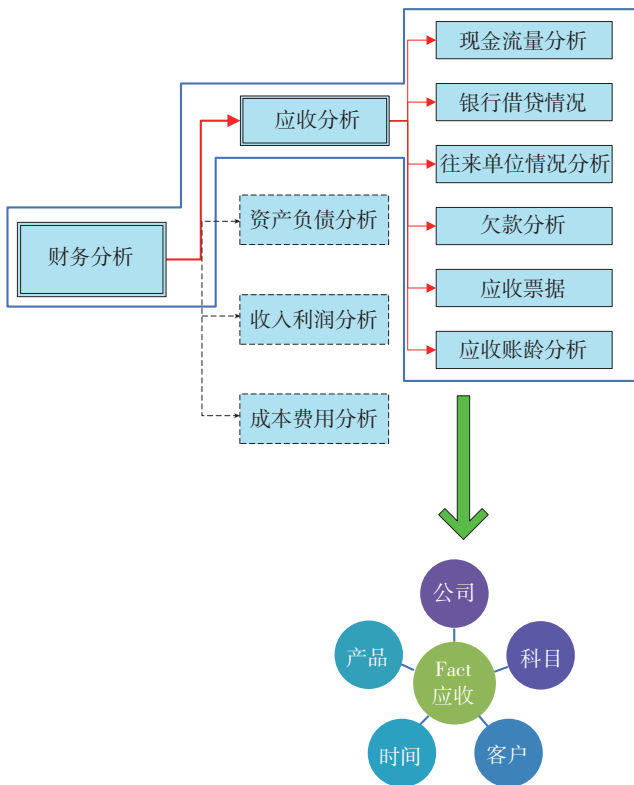 现金流量分析
银行借贷情况
应收分析
往来单位情况分析
资产负债分析
欠款分析
财务分析
应收票据
收入利润分析
应收账龄分析
成本费用分析
公司
产品
科目
Fact
应收
时间
客户